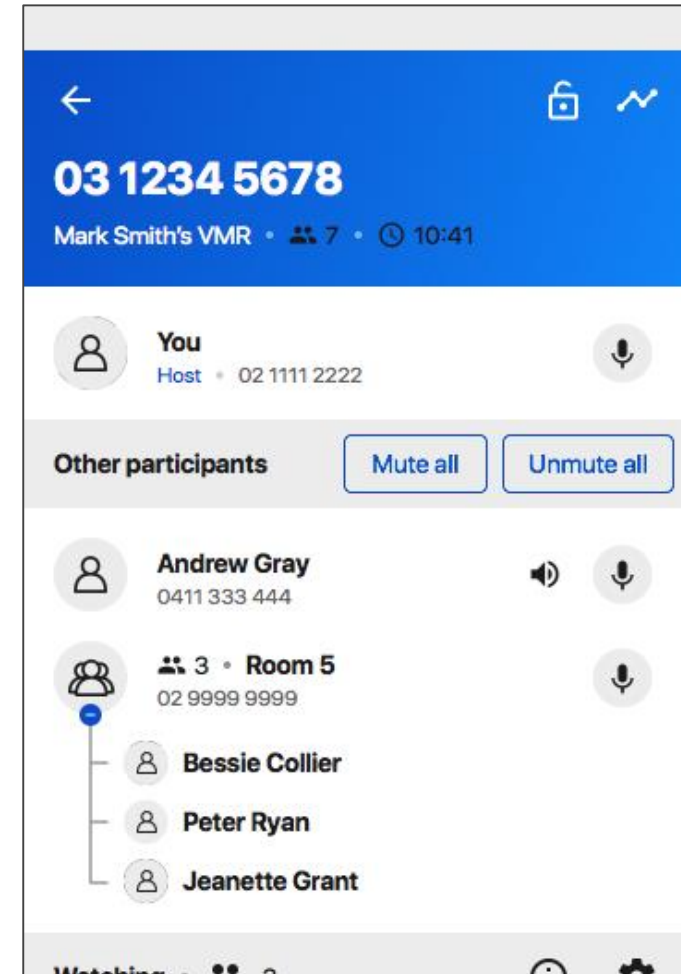 03 1234 5678
Mark Smith's VMR • 7 • 10:41
You
Host • 02 1111 2222
Other participants Mute all Unmute all
Andrew Gray
0411 333 444
3 • Room 5
02 9999 9999
Bessie Collier
Peter Ryan
Jeanette Grant
Watching •